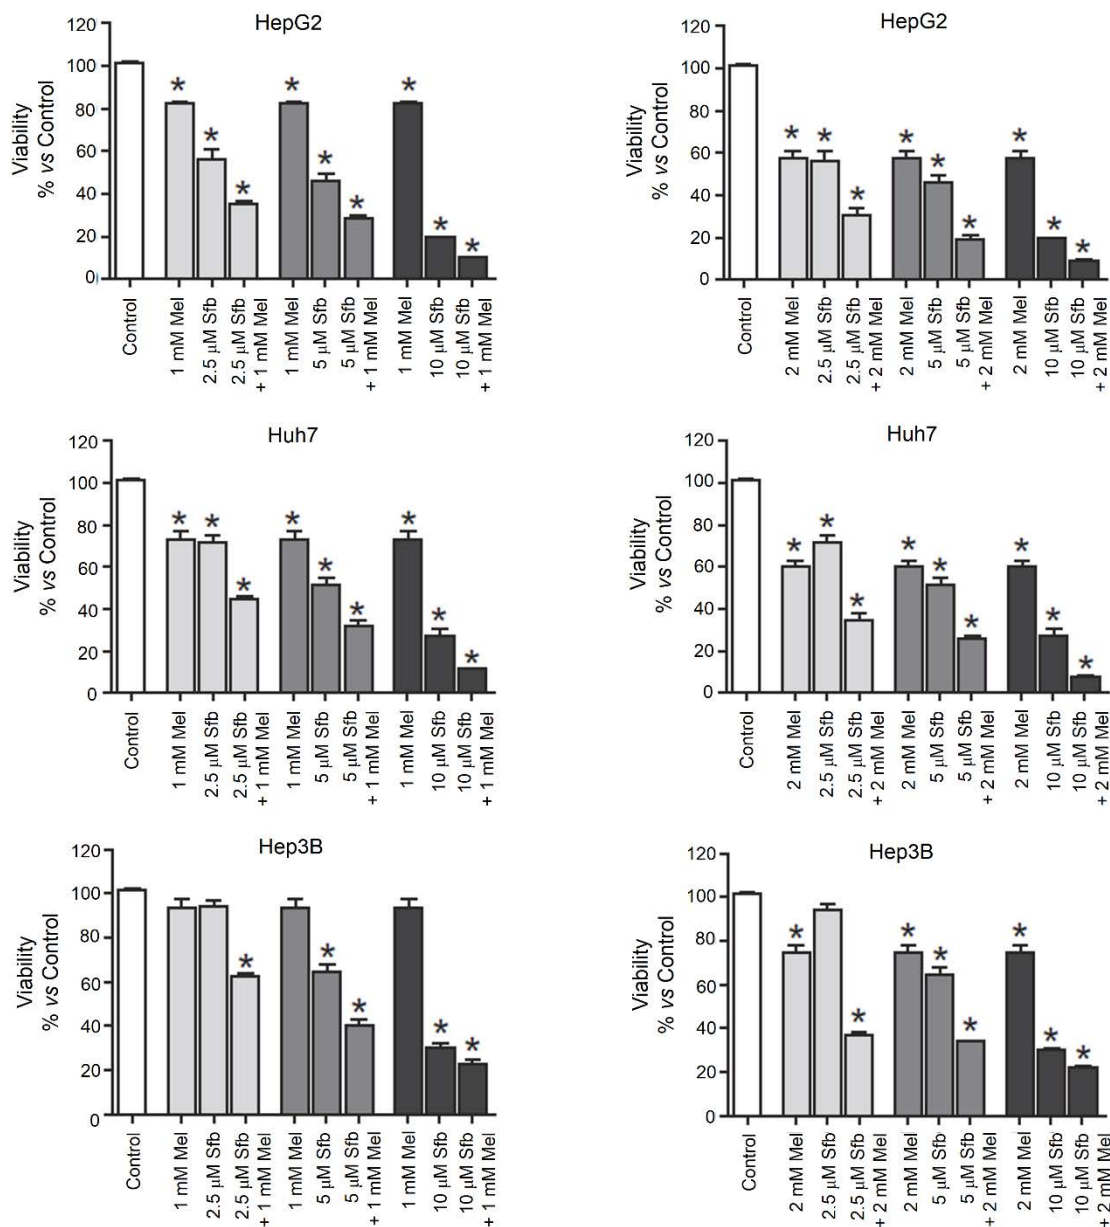 HepG2
Viability
% vs Control
120
100
80
60
40
20
0
* * * * * * * * *
Control
1 mM Mel
2.5 μM Sfb
2.5 μM Sfb
+ 1 mM Mel
1 mM Mel
5 μM Sfb
5 μM Sfb
+ 1 mM Mel
1 mM Mel
10 μM Sfb
10 μM Sfb
+ 1 mM Mel
HepG2
Viability
% vs Control
120
100
80
60
40
20
0
* * * * * * * * *
Control
2 mM Mel
2.5 μM Sfb
2.5 μM Sfb
+ 2 mM Mel
2 mM Mel
5 μM Sfb
5 μM Sfb
+ 2 mM Mel
2 mM Mel
10 μM Sfb
10 μM Sfb
+ 2 mM Mel
Huh7
Viability
% vs Control
120
100
80
60
40
20
0
* * * * * * * * *
Control
1 mM Mel
2.5 μM Sfb
2.5 μM Sfb
+ 1 mM Mel
1 mM Mel
5 μM Sfb
5 μM Sfb
+ 1 mM Mel
1 mM Mel
10 μM Sfb
10 μM Sfb
+ 1 mM Mel
Huh7
Viability
% vs Control
120
100
80
60
40
20
0
* * * * * * * * *
Control
2 mM Mel
2.5 μM Sfb
2.5 μM Sfb
+ 2 mM Mel
2 mM Mel
5 μM Sfb
5 μM Sfb
+ 2 mM Mel
2 mM Mel
10 μM Sfb
10 μM Sfb
+ 2 mM Mel
Hep3B
Viability
% vs Control
120
100
80
60
40
20
0
* * * * *
Control
1 mM Mel
2.5 μM Sfb
2.5 μM Sfb
+ 1 mM Mel
1 mM Mel
5 μM Sfb
5 μM Sfb
+ 1 mM Mel
1 mM Mel
10 μM Sfb
10 μM Sfb
+ 1 mM Mel
Hep3B
Viability
% vs Control
120
100
80
60
40
20
0
* * * * * * * *
Control
2 mM Mel
2.5 μM Sfb
2.5 μM Sfb
+ 2 mM Mel
2 mM Mel
5 μM Sfb
5 μM Sfb
+ 2 mM Mel
2 mM Mel
10 μM Sfb
10 μM Sfb
+ 2 mM Mel